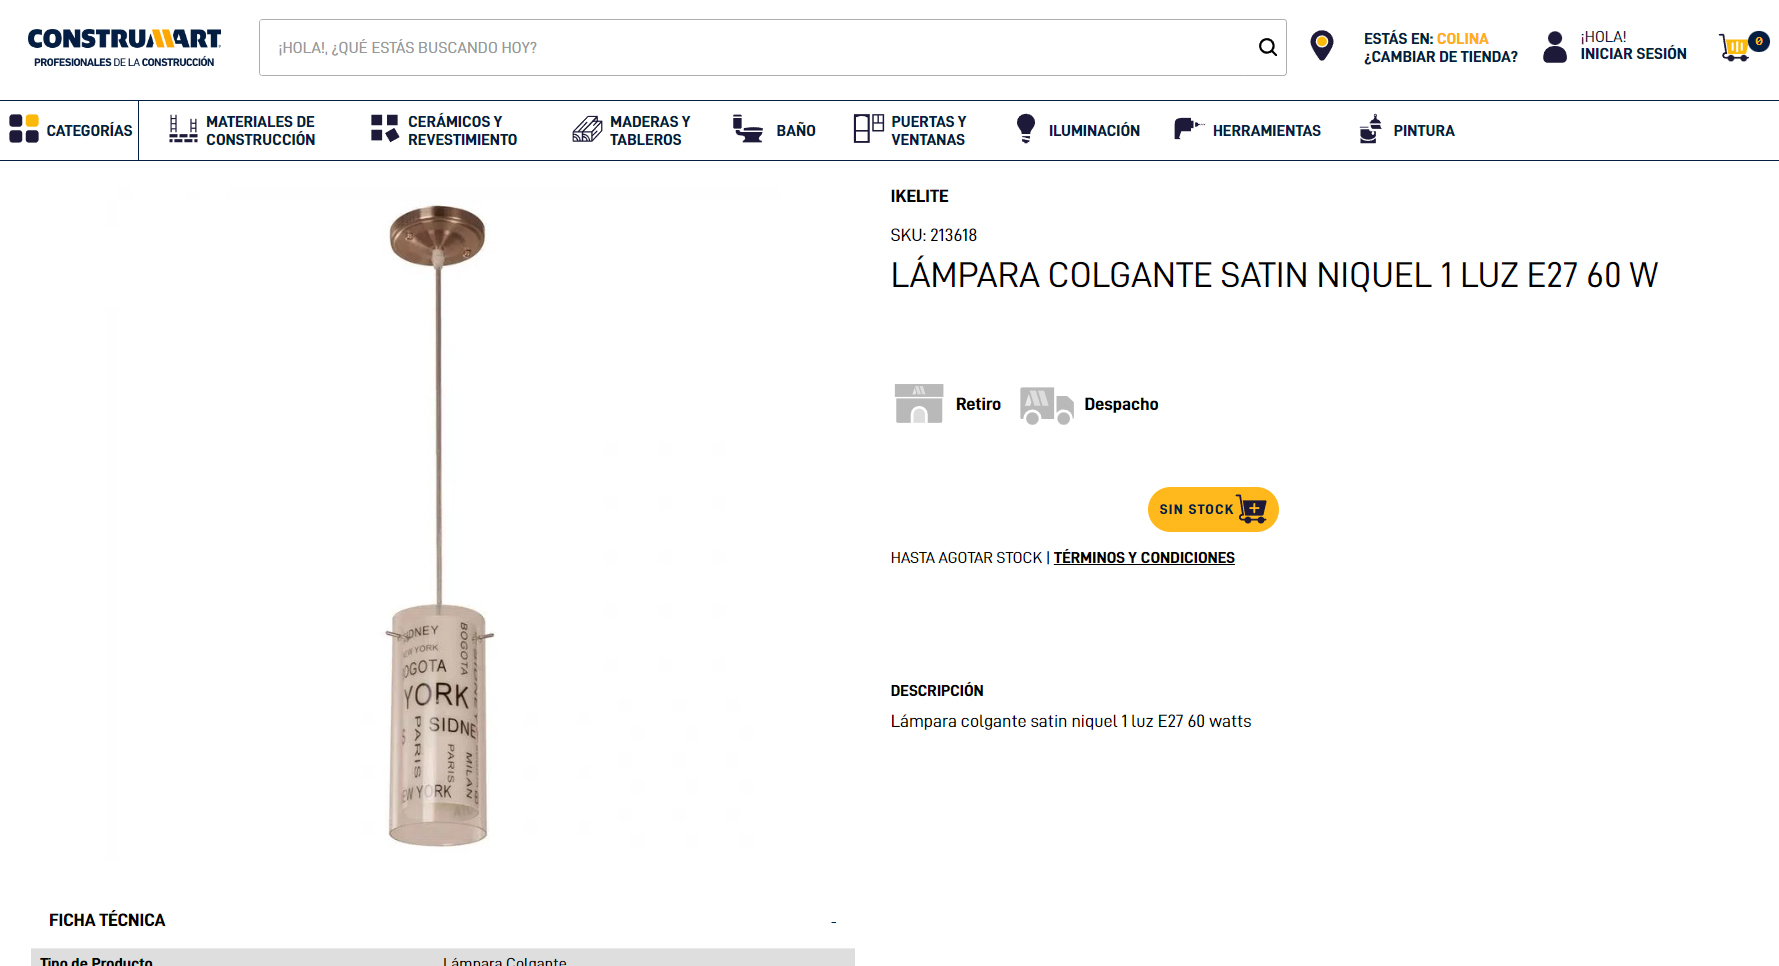 CONSTRUMART
PROFESIONALES DE LA CONSTRUCCIÓN
¡HOLA!, ¿QUÉ ESTÁS BUSCANDO HOY?
ESTÁS EN: COLINA
¿CAMBIAR DE TIENDA?
¡HOLA!
INICIAR SESIÓN
0
CATEGORÍAS
MATERIALES DE
CONSTRUCCIÓN
CERÁMICOS Y
REVESTIMIENTO
MADERAS Y
TABLEROS
BAÑO
PUERTAS Y
VENTANAS
ILUMINACIÓN
HERRAMIENTAS
PINTURA
IKELITE
SKU: 213618
LÁMPARA COLGANTE SATIN NIQUEL 1 LUZ E27 60 W
Retiro
Despacho
SIN STOCK
HASTA AGOTAR STOCK | TÉRMINOS Y CONDICIONES
DESCRIPCIÓN
Lámpara colgante satin niquel 1 luz E27 60 watts
SIDNEY
BOGOTA
NEW YORK
BOGOTA
YORK
SIDNE
PARIS
PARIS
MILAN
EW YORK
FICHA TÉCNICA
-
Tipo de Producto
Lámpara Colgante